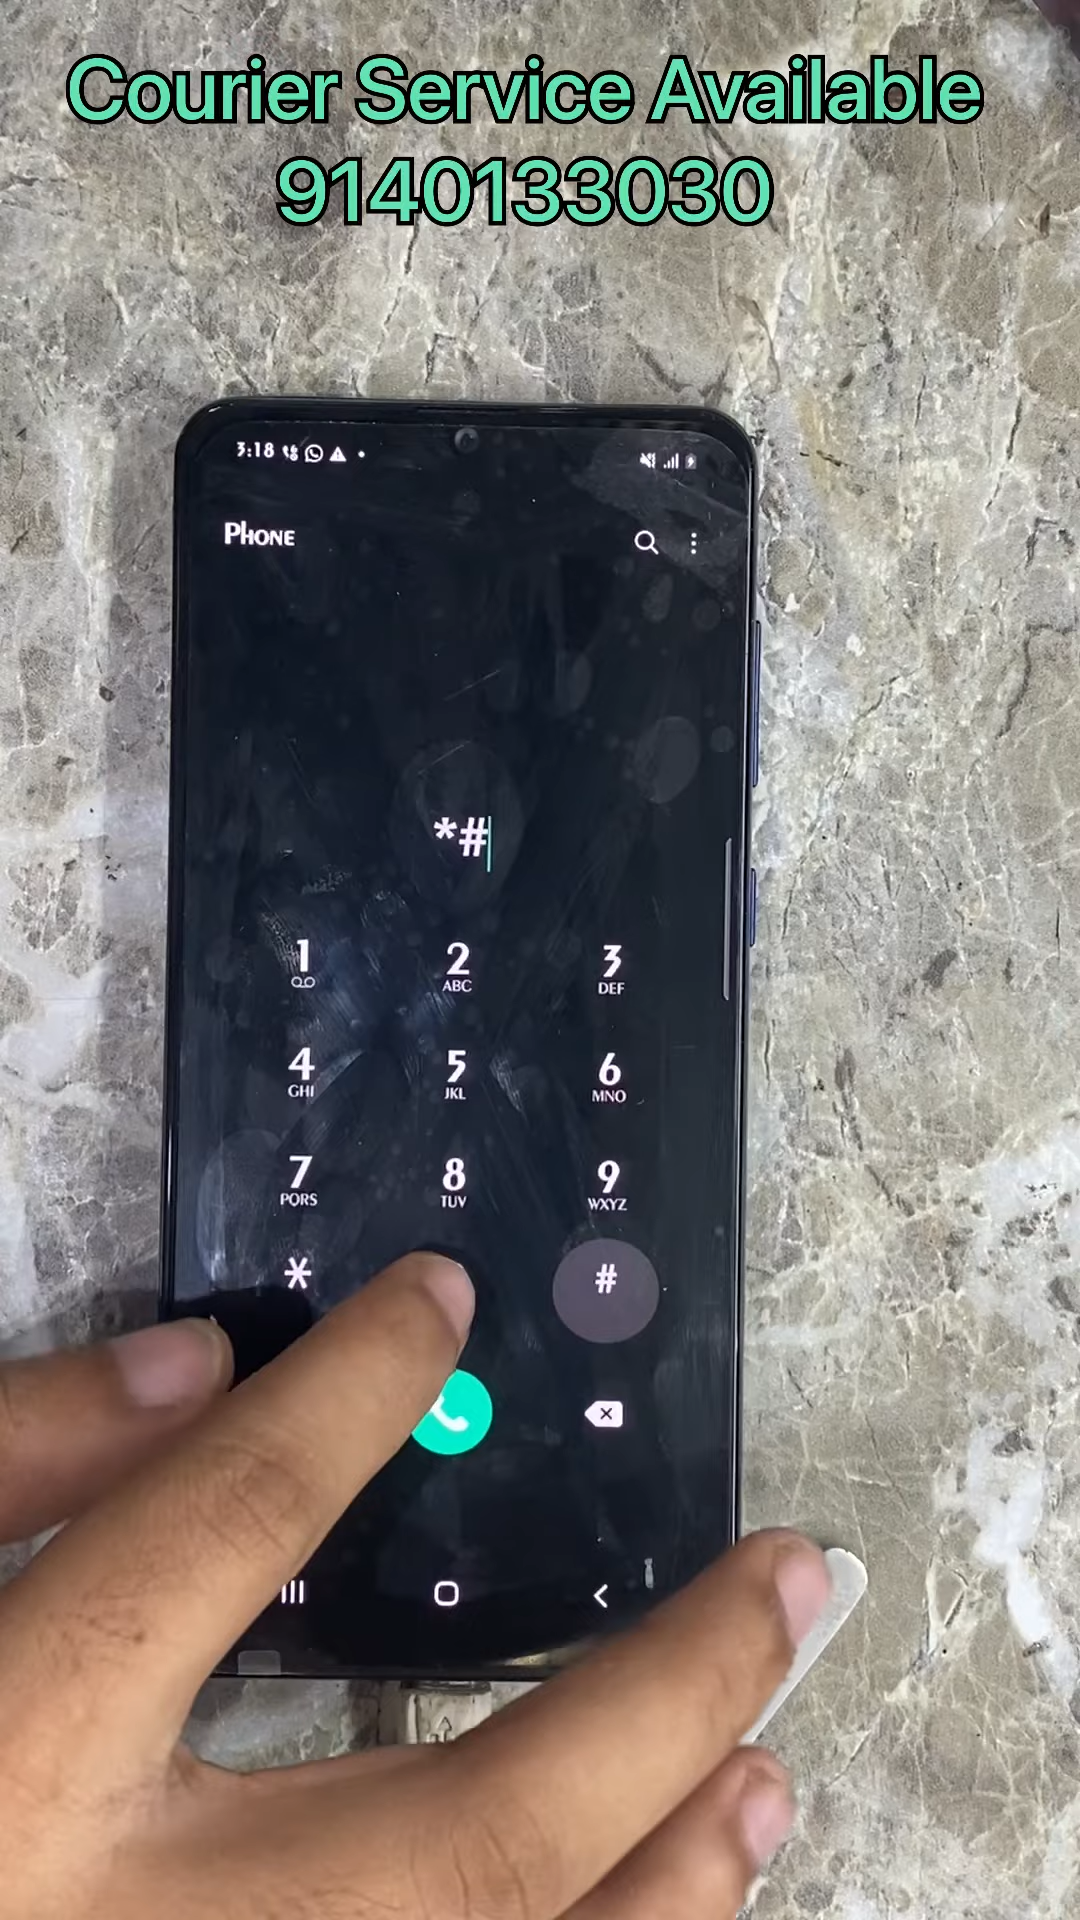 Courier Service Available
9140133030
3:18
PHONE
*#
1 2 3
ABC DEF
4 5 6
GHI JKL MNO
7 8 9
PQRS TUV WXYZ
* #